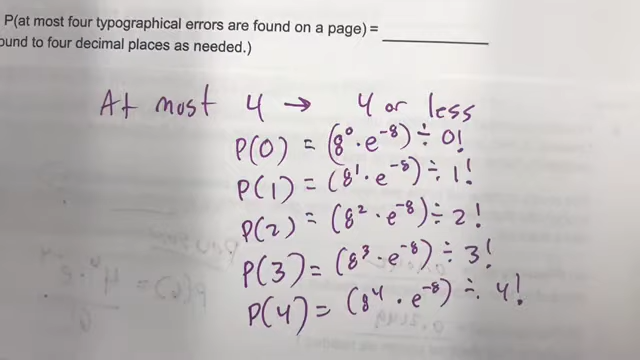 P(at most four typographical errors are found on a page) =
ound to four decimal places as needed.)
At most 4 → 4 or less
P(0) = (8⁰·e⁻⁸) ÷ 0!
P(1) = (8¹·e⁻⁸) ÷ 1!
P(2) = (8²·e⁻⁸) ÷ 2!
P(3) = (8³·e⁻⁸) ÷ 3!
P(4) = (8⁴·e⁻⁸) ÷ 4!